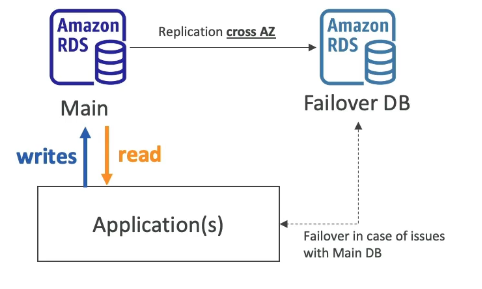 Amazon
RDS
Replication cross AZ
Amazon
RDS
Main
Failover DB
writes
read
Application(s)
Failover in case of issues
with Main DB